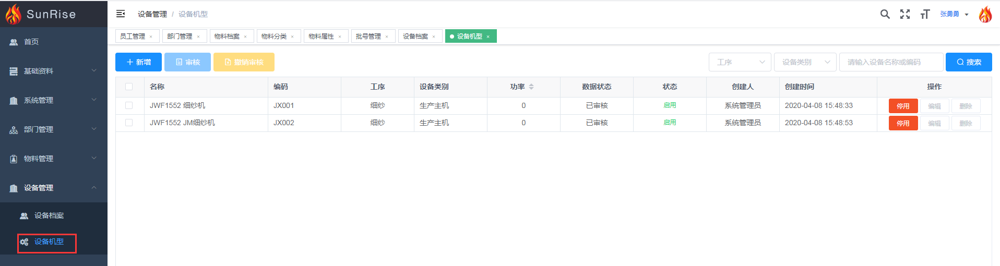 SunRise
设备管理 / 设备机型
张勇勇
员工管理 × 部门管理 × 物料档案 × 物料分类 × 物料属性 × 批号管理 × 设备档案 × 设备机型 ×
首页
基础资料
系统管理
部门管理
物料管理
设备管理
设备档案
设备机型
新增 审核 撤销审核 工序 设备类别 请输入设备名称或编码 搜索
名称 编码 工序 设备类别 功率 数据状态 状态 创建人 创建时间 操作
JWF1552 细纱机 JX001 细纱 生产主机 0 已审核 启用 系统管理员 2020-04-08 15:48:33 停用 编辑 删除
JWF1552 JM细纱机 JX002 细纱 生产主机 0 已审核 启用 系统管理员 2020-04-08 15:48:53 停用 编辑 删除